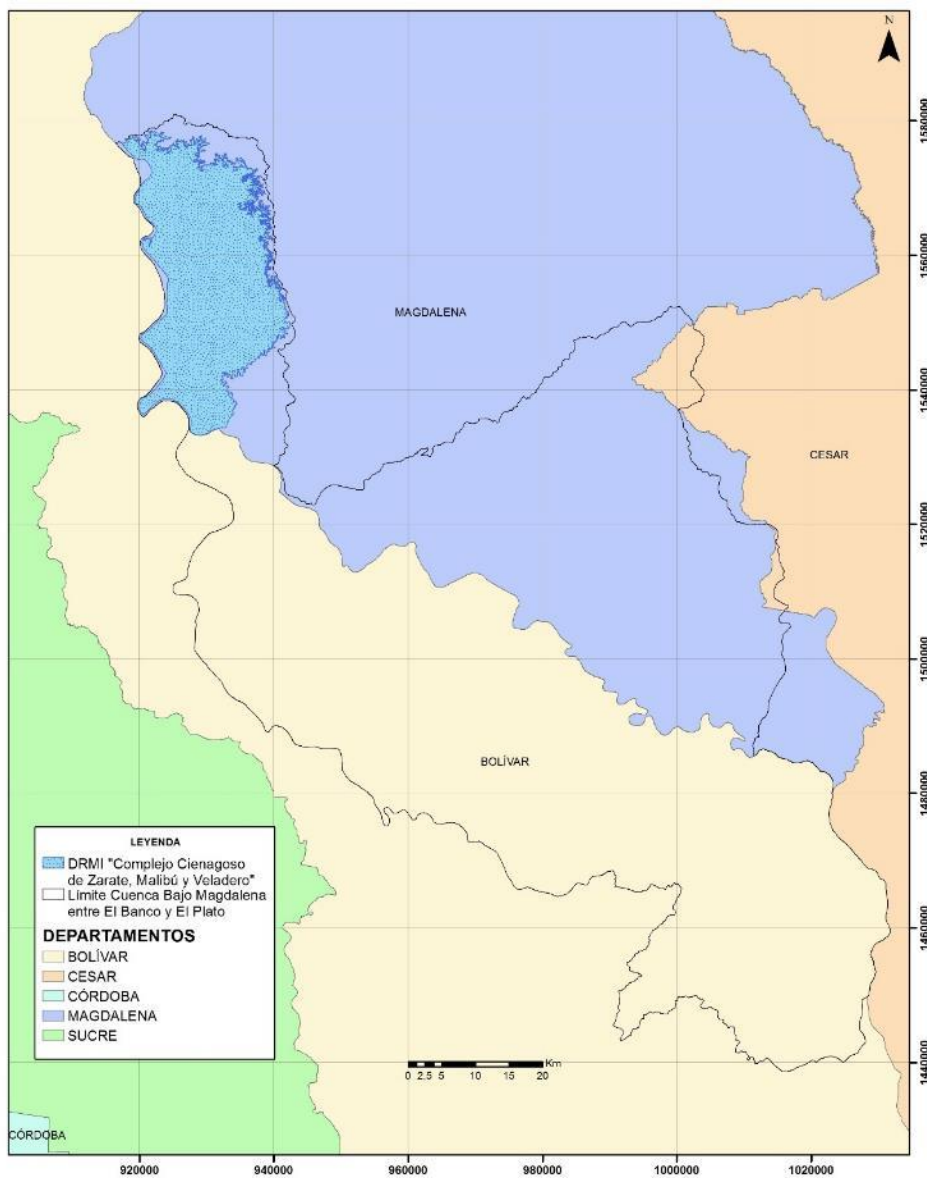 N
1580000
1560000
MAGDALENA
1540000
CESAR
1520000
1500000
BOLÍVAR
1480000
LEYENDA
DRMI "Complejo Cienagoso
de Zarate, Malibú y Veladero"
Límite Cuenca Bajo Magdalena
entre El Banco y El Plato
DEPARTAMENTOS
BOLÍVAR
CESAR
CÓRDOBA
MAGDALENA
SUCRE
1460000
1440000
Km
0 2,5 5 10 15 20
CÓRDOBA
920000 940000 960000 980000 1000000 1020000